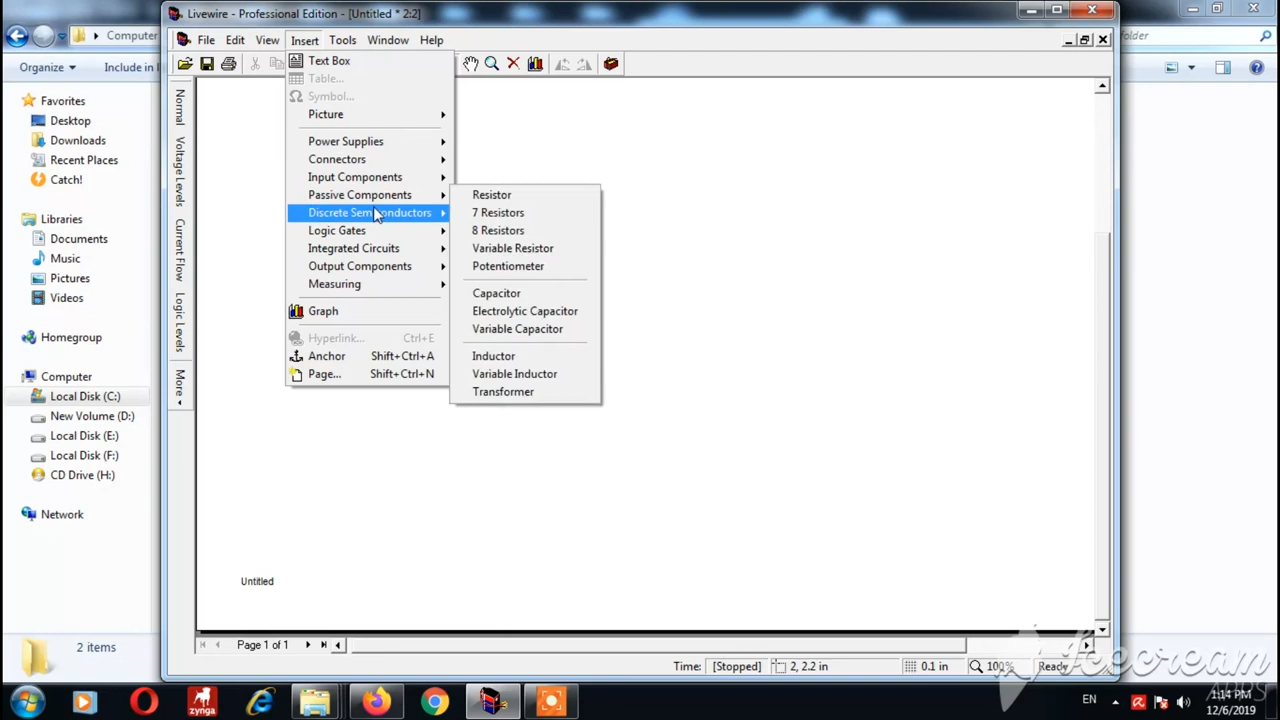 Livewire - Professional Edition - [Untitled * 2:2]
File Edit View Insert Tools Window Help
Computer
Organize
Include in l
Favorites
Desktop
Downloads
Recent Places
Catch!
Libraries
Documents
Music
Pictures
Videos
Homegroup
Computer
Local Disk (C:)
New Volume (D:)
Local Disk (E:)
Local Disk (F:)
CD Drive (H:)
Network
2 items
Normal
Voltage Levels
Current Flow
Logic Levels
More
Text Box
Table...
Symbol...
Picture
Power Supplies
Connectors
Input Components
Passive Components
Discrete Semiconductors
Logic Gates
Integrated Circuits
Output Components
Measuring
Graph
Hyperlink... Ctrl+E
Anchor Shift+Ctrl+A
Page... Shift+Ctrl+N
Resistor
7 Resistors
8 Resistors
Variable Resistor
Potentiometer
Capacitor
Electrolytic Capacitor
Variable Capacitor
Inductor
Variable Inductor
Transformer
folder
Untitled
Page 1 of 1
Time: [Stopped] 2, 2.2 in 0.1 in 100% Ready
Icecream
APPS
zynga
EN
1:14 PM
12/6/2019